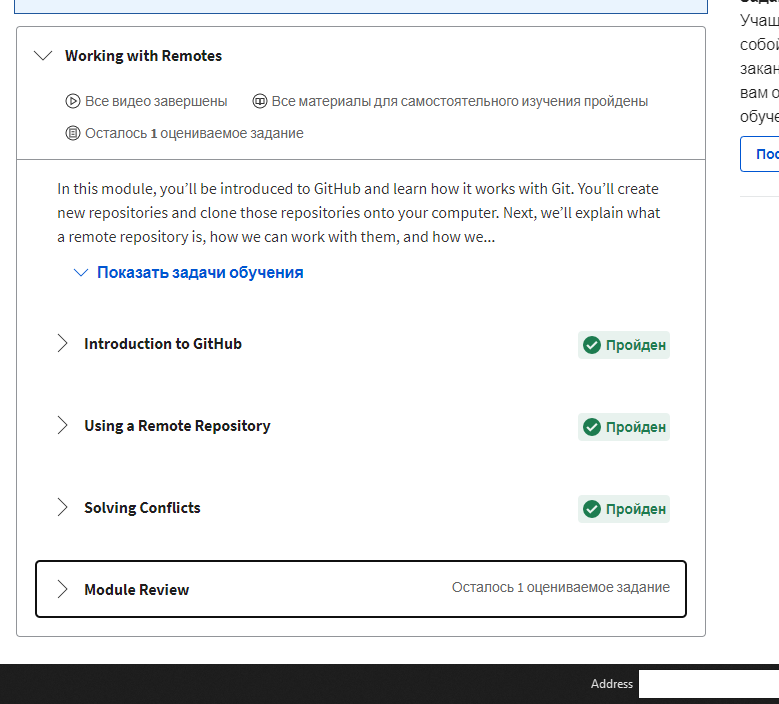 Учащ
собой
закан
вам о
обуче
Пос
Working with Remotes
Все видео завершены
Все материалы для самостоятельного изучения пройдены
Осталось 1 оцениваемое задание
In this module, you’ll be introduced to GitHub and learn how it works with Git. You’ll create
new repositories and clone those repositories onto your computer. Next, we’ll explain what
a remote repository is, how we can work with them, and how we...
Показать задачи обучения
Introduction to GitHub
Пройден
Using a Remote Repository
Пройден
Solving Conflicts
Пройден
Module Review
Осталось 1 оцениваемое задание
Address